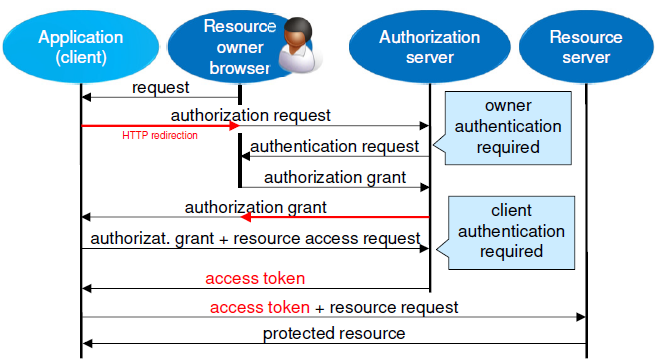 Application
(client)
Resource
owner
browser
Authorization
server
Resource
server
request
authorization request
HTTP redirection
owner
authentication
required
authentication request
authorization grant
authorization grant
client
authentication
required
authorizat. grant + resource access request
access token
access token + resource request
protected resource